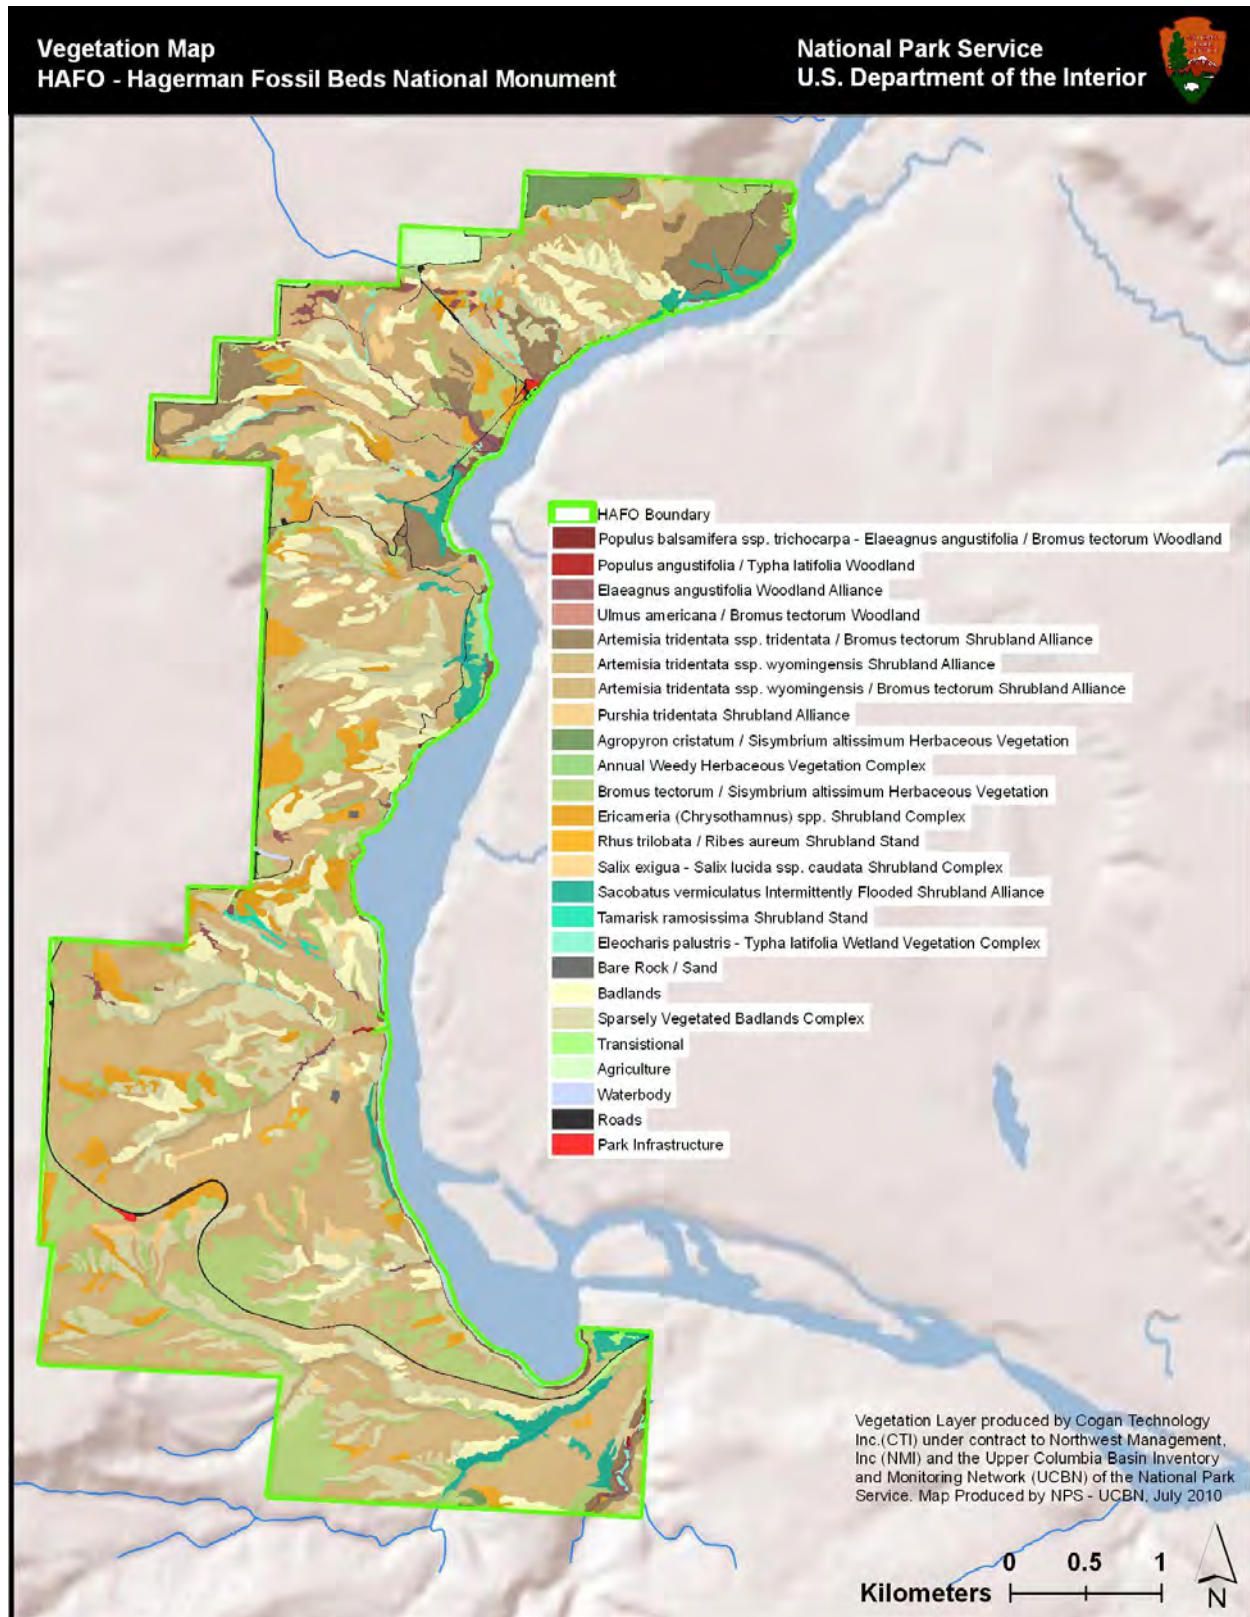 Vegetation Map
HAFO - Hagerman Fossil Beds National Monument
National Park Service
U.S. Department of the Interior
HAFO Boundary
Populus balsamifera ssp. trichocarpa - Elaeagnus angustifolia / Bromus tectorum Woodland
Populus angustifolia / Typha latifolia Woodland
Elaeagnus angustifolia Woodland Alliance
Ulmus americana / Bromus tectorum Woodland
Artemisia tridentata ssp. tridentata / Bromus tectorum Shrubland Alliance
Artemisia tridentata ssp. wyomingensis Shrubland Alliance
Artemisia tridentata ssp. wyomingensis / Bromus tectorum Shrubland Alliance
Purshia tridentata Shrubland Alliance
Agropyron cristatum / Sisymbrium altissimum Herbaceous Vegetation
Annual Weedy Herbaceous Vegetation Complex
Bromus tectorum / Sisymbrium altissimum Herbaceous Vegetation
Ericameria (Chrysothamnus) spp. Shrubland Complex
Rhus trilobata / Ribes aureum Shrubland Stand
Salix exigua - Salix lucida ssp. caudata Shrubland Complex
Sacobatus vermiculatus Intermittently Flooded Shrubland Alliance
Tamarisk ramosissima Shrubland Stand
Eleocharis palustris - Typha latifolia Wetland Vegetation Complex
Bare Rock / Sand
Badlands
Sparsely Vegetated Badlands Complex
Transistional
Agriculture
Waterbody
Roads
Park Infrastructure
Vegetation Layer produced by Cogan Technology
Inc.(CTI) under contract to Northwest Management,
Inc (NMI) and the Upper Columbia Basin Inventory
and Monitoring Network (UCBN) of the National Park
Service. Map Produced by NPS - UCBN, July 2010
0 0.5 1
Kilometers
N